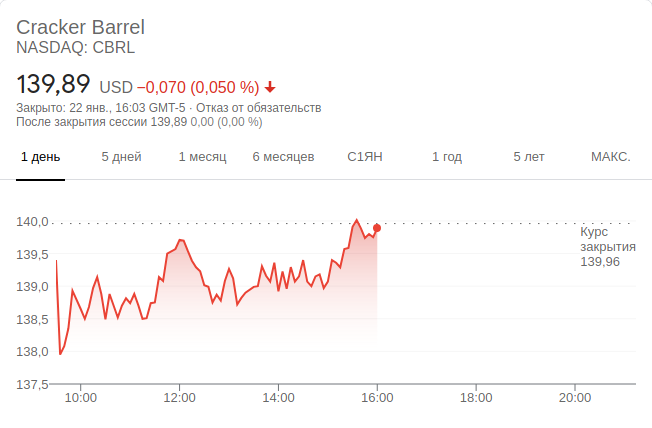 Cracker Barrel
NASDAQ: CBRL
139,89 USD −0,070 (0,050 %)
Закрыто: 22 янв., 16:03 GMT-5 · Отказ от обязательств
После закрытия сессии 139,89 0,00 (0,00 %)
1 день 5 дней 1 месяц 6 месяцев С1ЯН 1 год 5 лет МАКС.
140,0
139,5
139,0
138,5
138,0
137,5
Курс
закрытия
139,96
10:00 12:00 14:00 16:00 18:00 20:00